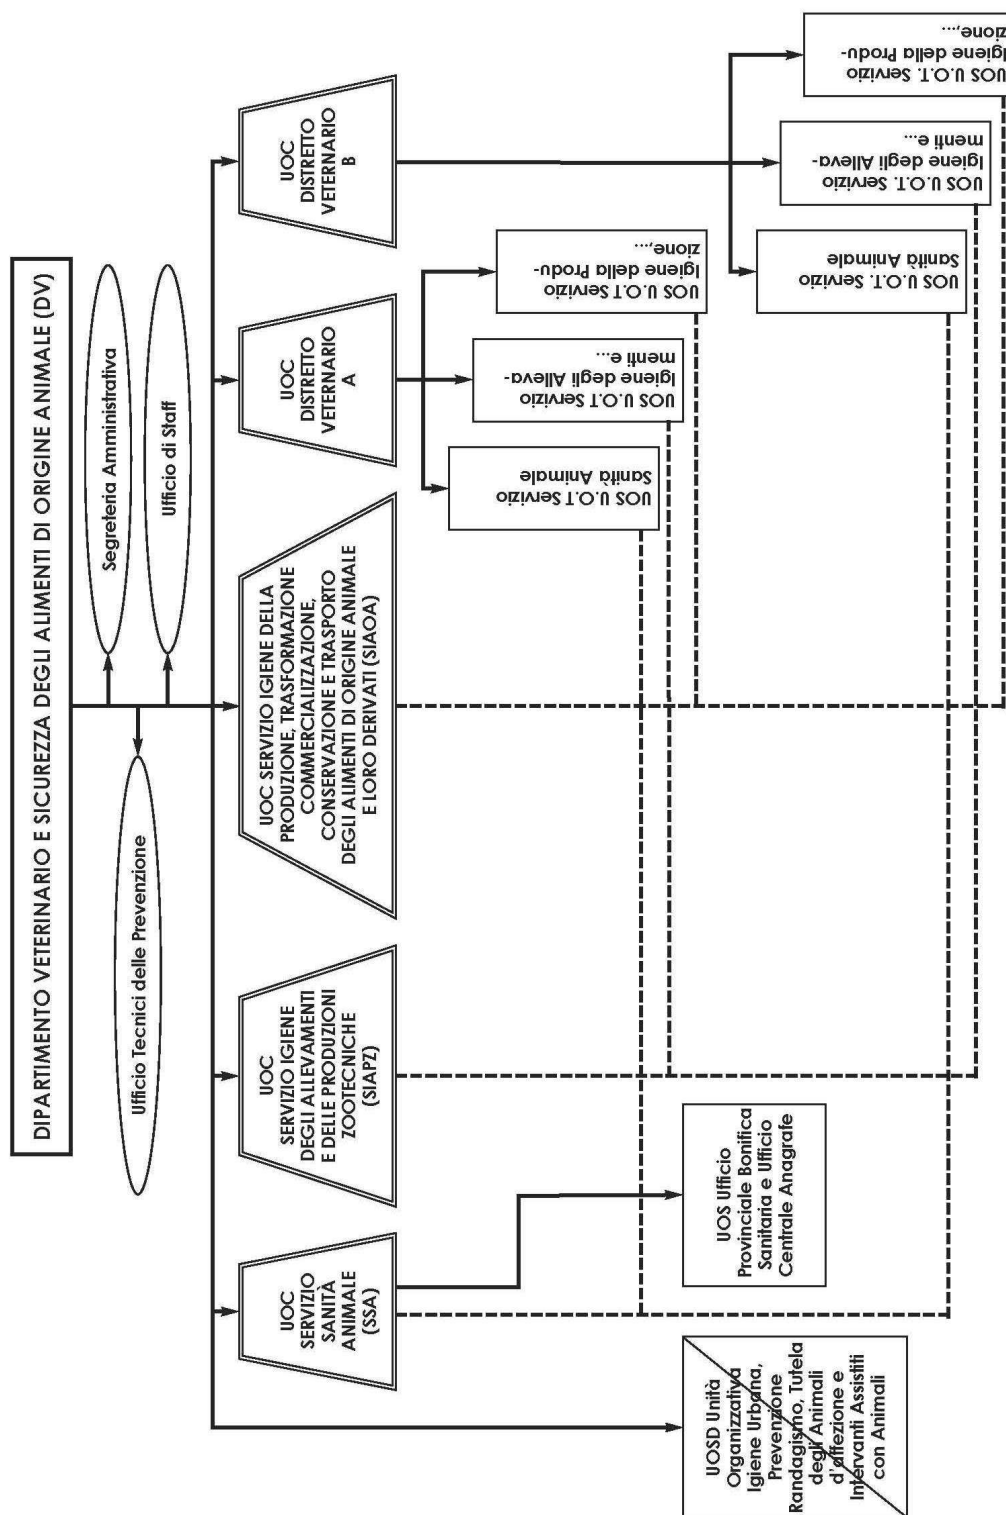 DIPARTIMENTO VETERINARIO E SICUREZZA DEGLI ALIMENTI DI ORIGINE ANIMALE (DV)
Segreteria Amministrativa
Ufficio Tecnici delle Prevenzione
Ufficio di Staff
UOC
SERVIZIO
SANITÀ
ANIMALE
(SSA)
UOC
SERVIZIO IGIENE
DEGLI ALLEVAMENTI
E DELLE PRODUZIONI
ZOOTECNICHE
(SIAPZ)
UOC SERVIZIO IGIENE DELLA
PRODUZIONE, TRASFORMAZIONE
COMMERCIALIZZAZIONE,
CONSERVAZIONE E TRASPORTO
DEGLI ALIMENTI DI ORIGINE ANIMALE
E LORO DERIVATI (SIAOA)
UOC
DISTRETTO
VETERNARIO
A
UOC
DISTRETTO
VETERNARIO
B
UOS U.O.T Servizio
Sanità Animale
UOS U.O.T Servizio
Igiene degli Alleva-
menti e...
UOS U.O.T Servizio
Igiene della Produ-
zione,...
UOSD Unità
Organizzativa
Igiene Urbana,
Prevenzione
Randagismo, Tutela
degli Animali
d'affezione e
Intervanti Assistiti
con Animali
UOS Ufficio
Provinciale Bonifica
Sanitaria e Ufficio
Centrale Anagrafe
UOS U.O.T. Servizio
Sanità Animale
UOS U.O.T. Servizio
Igiene degli Alleva-
menti e...
UOS U.O.T. Servizio
Igiene della Produ-
zione,...